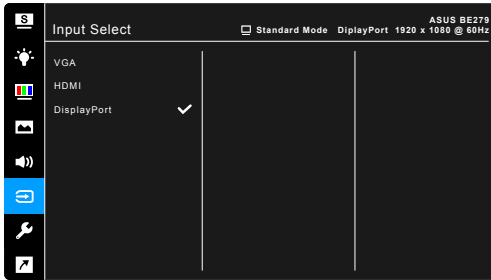 S
Input Select
ASUS BE279
Standard Mode DiplayPort 1920 x 1080 @ 60Hz
VGA
HDMI
DisplayPort